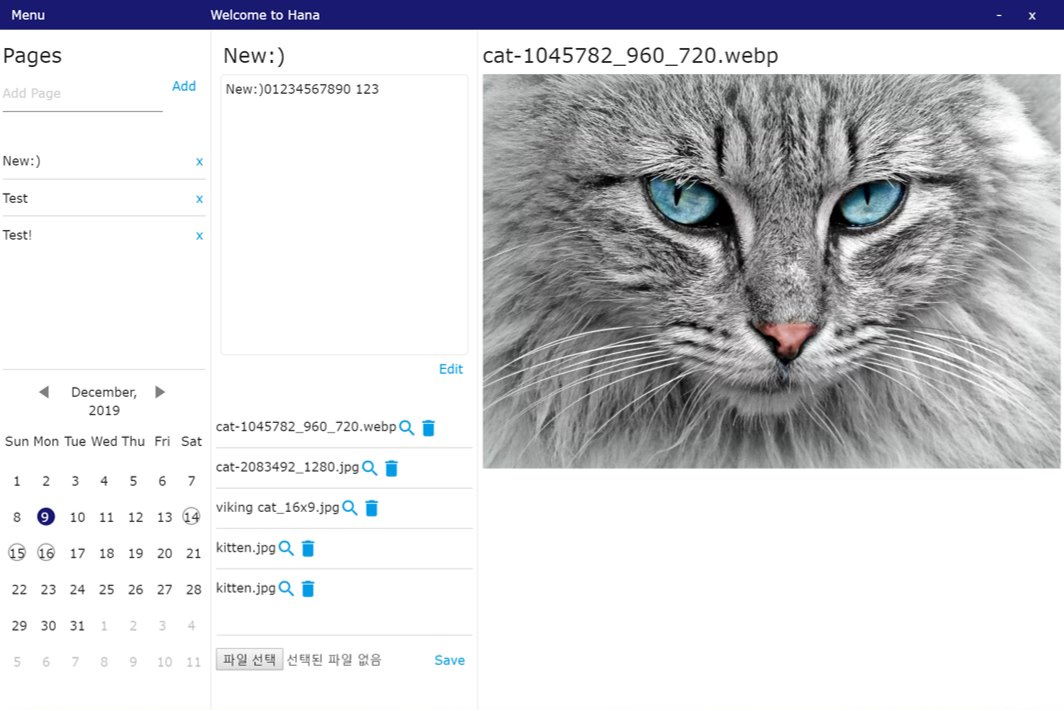 Menu Welcome to Hana - x
Pages
Add Page Add
New:) x
Test x
Test! x
December,
2019
Sun Mon Tue Wed Thu Fri Sat
1 2 3 4 5 6 7
8 9 10 11 12 13 14
15 16 17 18 19 20 21
22 23 24 25 26 27 28
29 30 31 1 2 3 4
5 6 7 8 9 10 11
New:)
New:)01234567890 123
Edit
cat-1045782_960_720.webp
cat-2083492_1280.jpg
viking cat_16x9.jpg
kitten.jpg
kitten.jpg
파일 선택 선택된 파일 없음 Save
cat-1045782_960_720.webp